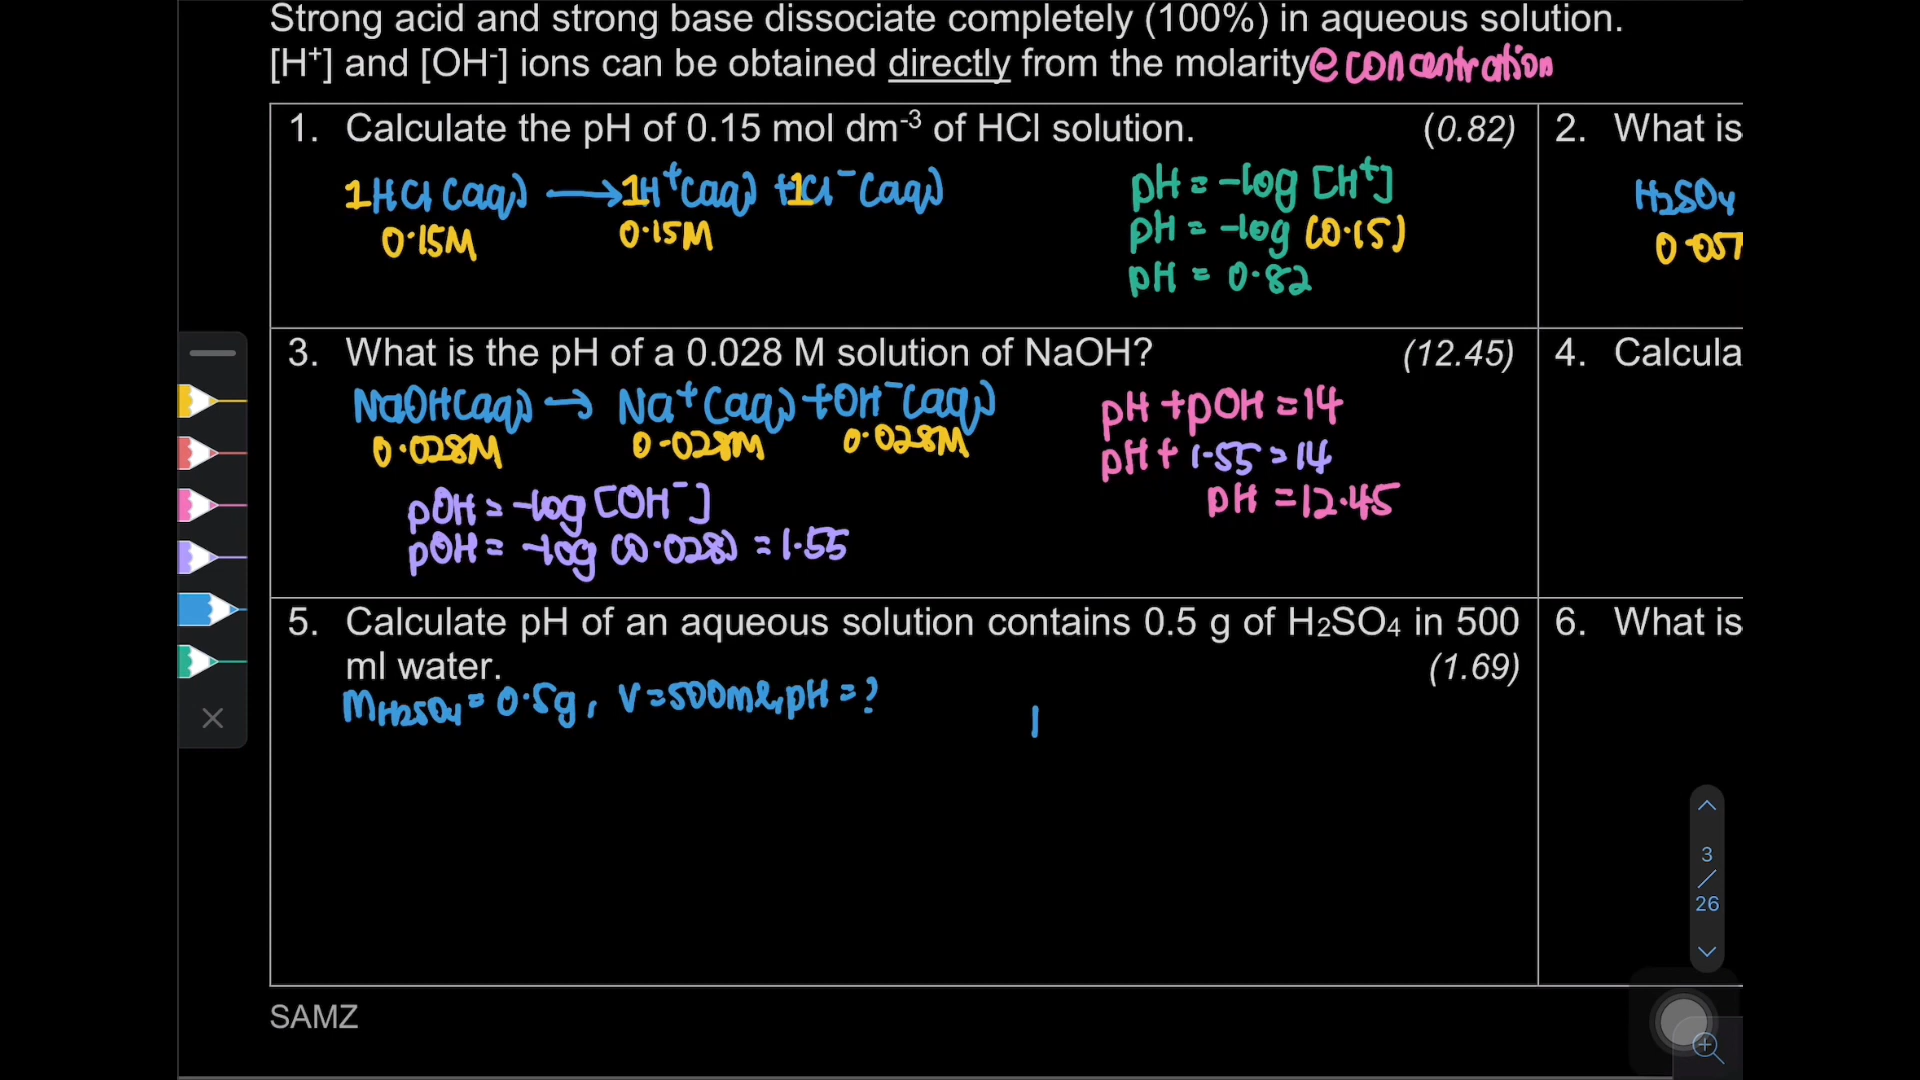 Strong acid and strong base dissociate completely (100%) in aqueous solution.
[H⁺] and [OH⁻] ions can be obtained directly from the molarity@concentration
1. Calculate the pH of 0.15 mol dm⁻³ of HCl solution. (0.82)
1HCl(aq) → 1H⁺(aq) + 1Cl⁻(aq)
0.15M 0.15M
pH = -log [H⁺]
pH = -log (0.15)
pH = 0.82
2. What is
H₂SO₄
3. What is the pH of a 0.028 M solution of NaOH? (12.45)
NaOH(aq) → Na⁺(aq) + OH⁻(aq)
0.028M 0.028M 0.028M
pOH = -log [OH⁻]
pOH = -log (0.028) = 1.55
pH + pOH = 14
pH + 1.55 = 14
pH = 12.45
4. Calcula
5. Calculate pH of an aqueous solution contains 0.5 g of H₂SO₄ in 500
ml water. (1.69)
mH₂SO₄ = 0.5g, V = 500ml, pH = ?
6. What is
3
/
26
SAMZ